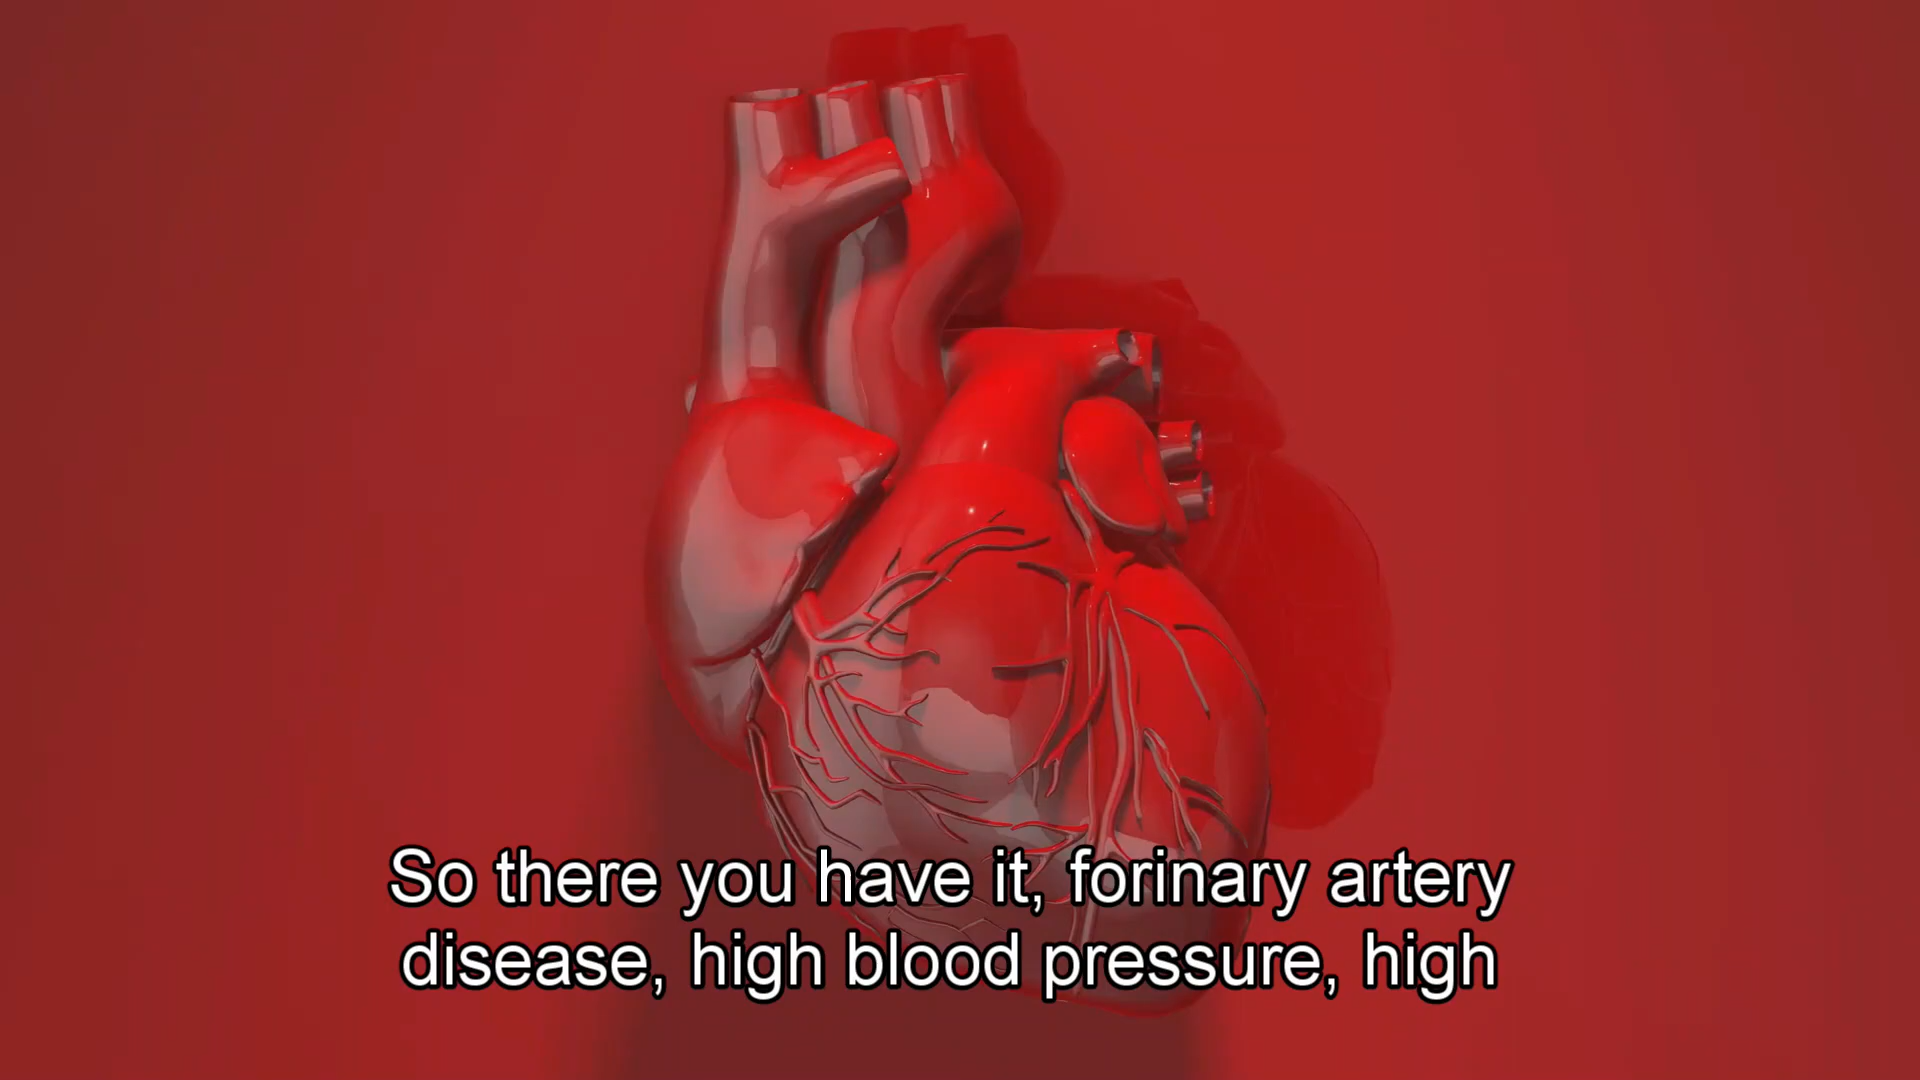 So there you have it, forinary artery
disease, high blood pressure, high